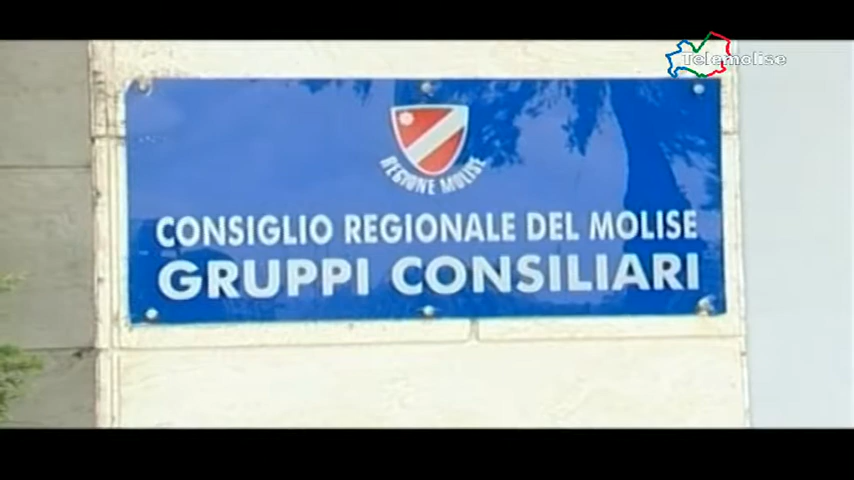 Telemolise
REGIONE MOLISE
CONSIGLIO REGIONALE DEL MOLISE
GRUPPI CONSILIARI